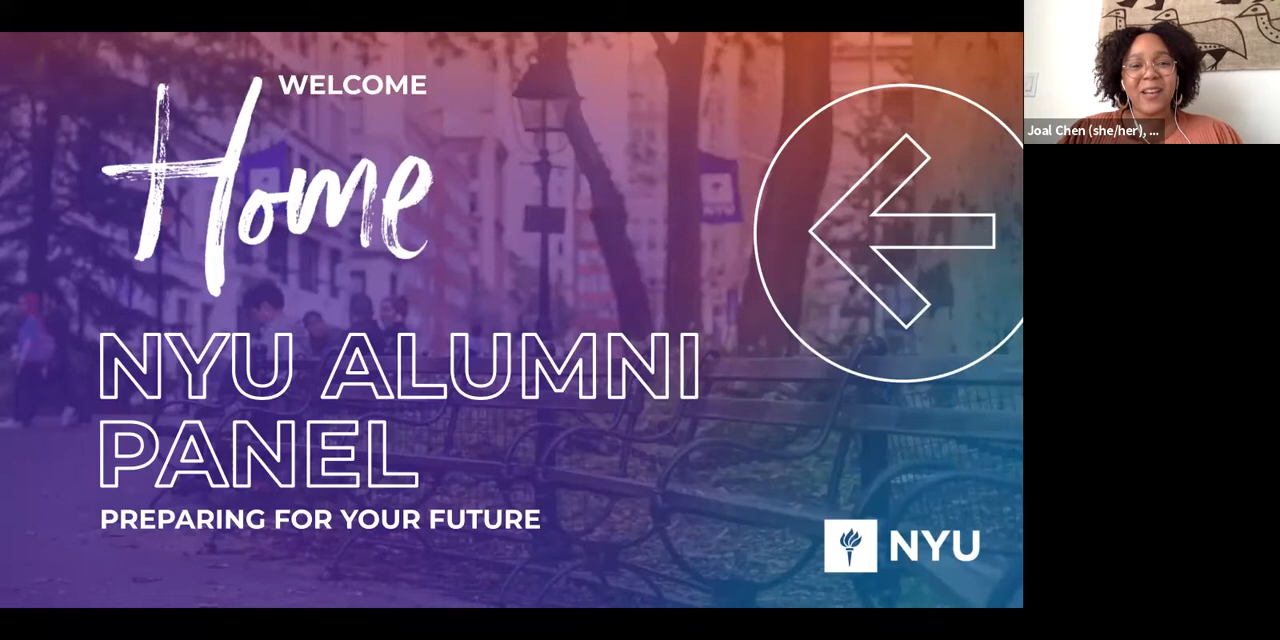 WELCOME
Home
NYU ALUMNI
PANEL
PREPARING FOR YOUR FUTURE
NYU
Joal Chen (she/her), ...